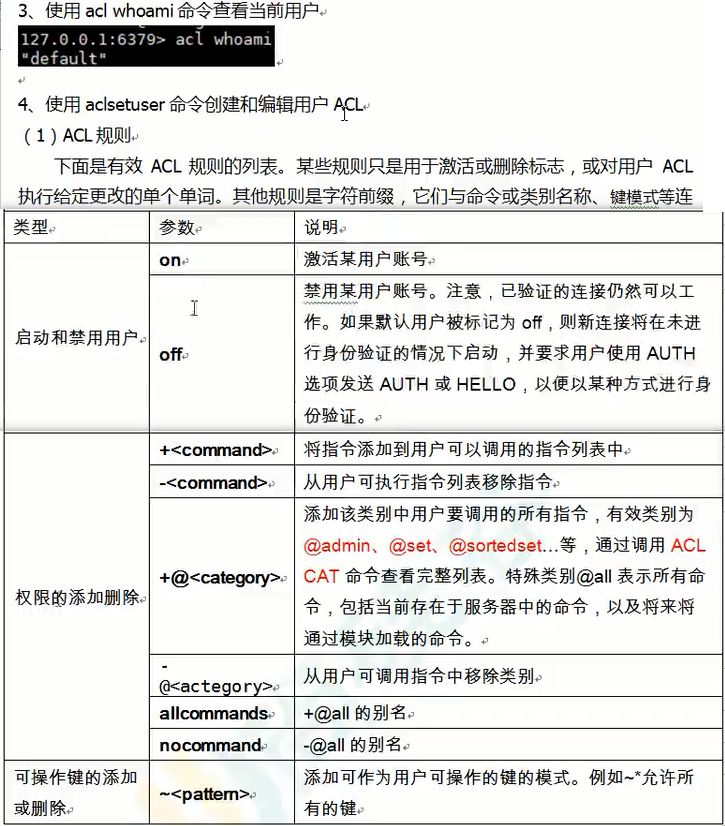 3、使用 acl whoami 命令查看当前用户
127.0.0.1:6379> acl whoami
"default"
4、使用 aclsetuser 命令创建和编辑用户 ACL
（1）ACL 规则
下面是有效 ACL 规则的列表。某些规则只是用于激活或删除标志，或对用户 ACL
执行给定更改的单个单词。其他规则是字符前缀，它们与命令或类别名称、键模式等连
类型 参数 说明
启动和禁用用户
on
激活某用户账号
off
禁用某用户账号。注意，已验证的连接仍然可以工
作。如果默认用户被标记为 off，则新连接将在未进
行身份验证的情况下启动，并要求用户使用 AUTH
选项发送 AUTH 或 HELLO，以便以某种方式进行身
份验证。
权限的添加删除
+<command>
将指令添加到用户可以调用的指令列表中
-<command>
从用户可执行指令列表移除指令
+@<category>
添加该类别中用户要调用的所有指令，有效类别为
@admin、@set、@sortedset...等，通过调用 ACL
CAT 命令查看完整列表。特殊类别@all 表示所有命
令，包括当前存在于服务器中的命令，以及将来将
通过模块加载的命令。
-
@<actegory>
从用户可调用指令中移除类别
allcommands
+@all 的别名
nocommand
-@all 的别名
可操作键的添加
或删除
~<pattern>
添加可作为用户可操作的键的模式。例如~*允许所
有的键